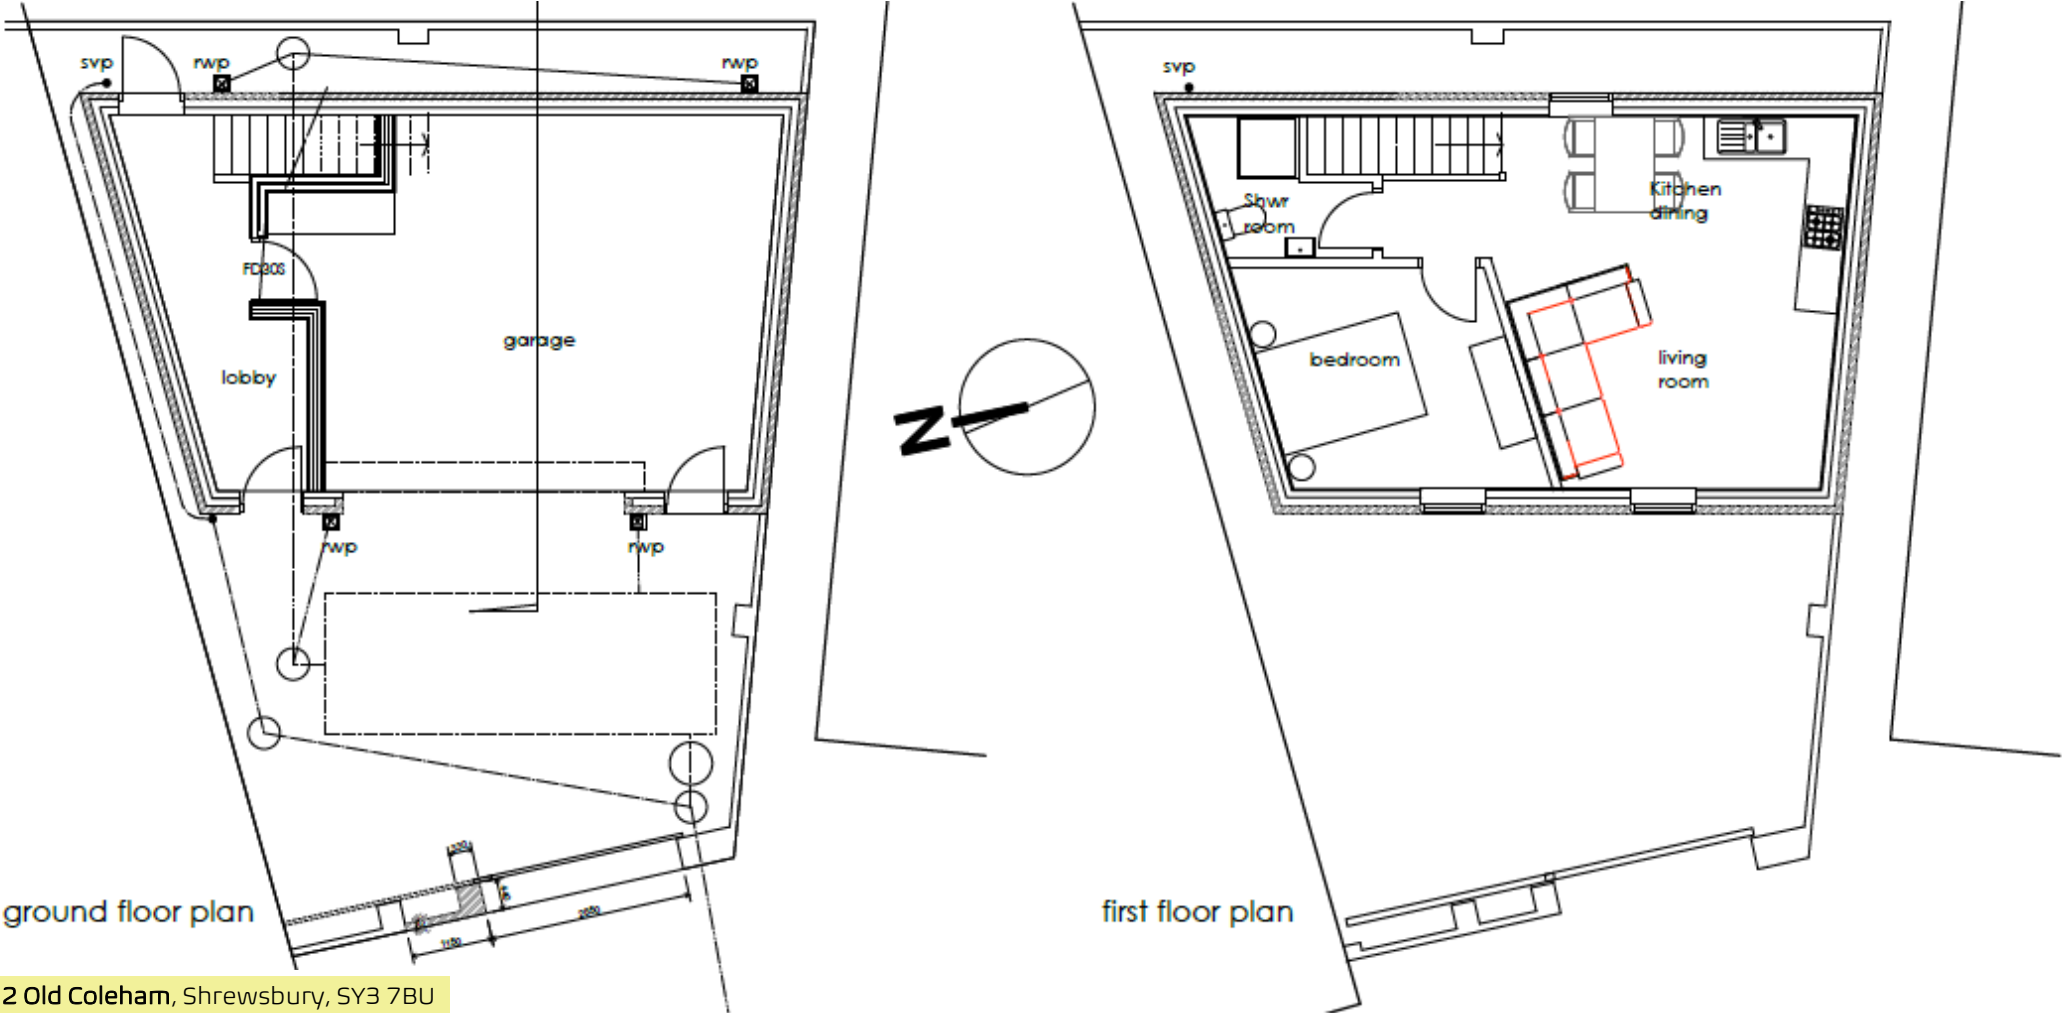 svp
rwp
rwp
FD30S
garage
lobby
rwp
rwp
ground floor plan
N
svp
Shwr
room
Kitchen
dining
bedroom
living
room
first floor plan
2 Old Coleham, Shrewsbury, SY3 7BU